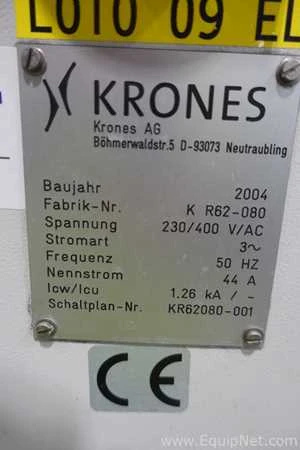 L010 09 EL
KRONES
Krones AG
Böhmerwaldstr.5 D-93073 Neutraubling
Baujahr 2004
Fabrik-Nr. K R62-080
Spannung 230/400 V/AC
Stromart 3~
Frequenz 50 HZ
Nennstrom 44 A
Icw/Icu 1.26 kA / -
Schaltplan-Nr. KR62080-001
CE
www.EquipNet.com